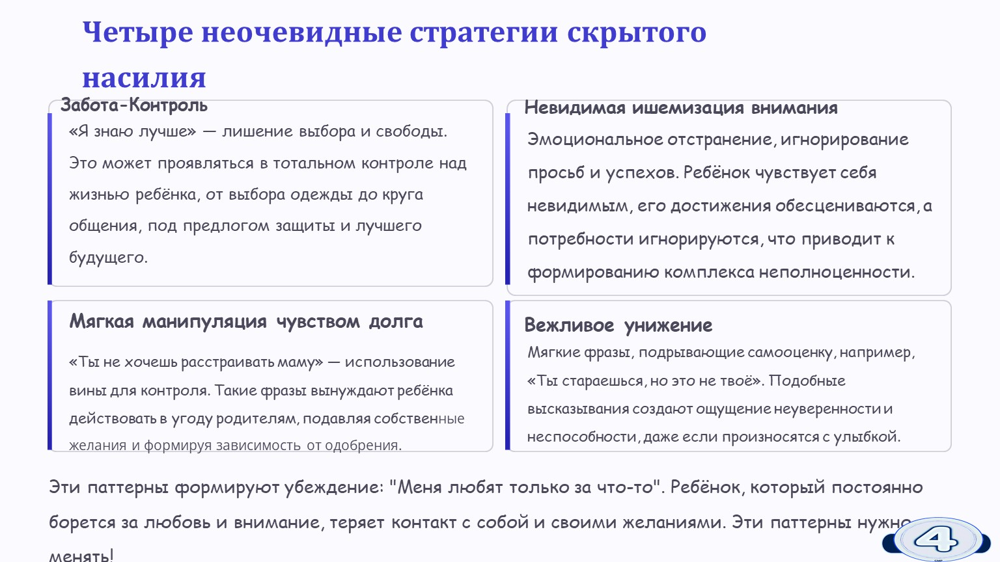 Четыре неочевидные стратегии скрытого
насилия
Забота-Контроль
«Я знаю лучше» — лишение выбора и свободы.
Это может проявляться в тотальном контроле над
жизнью ребёнка, от выбора одежды до круга
общения, под предлогом защиты и лучшего
будущего.
Невидимая ишемизация внимания
Эмоциональное отстранение, игнорирование
просьб и успехов. Ребёнок чувствует себя
невидимым, его достижения обесцениваются, а
потребности игнорируются, что приводит к
формированию комплекса неполноценности.
Мягкая манипуляция чувством долга
«Ты не хочешь расстраивать маму» — использование
вины для контроля. Такие фразы вынуждают ребёнка
действовать в угоду родителям, подавляя собственные
желания и формируя зависимость от одобрения.
Вежливое унижение
Мягкие фразы, подрывающие самооценку, например,
«Ты стараешься, но это не твоё». Подобные
высказывания создают ощущение неуверенности и
неспособности, даже если произносятся с улыбкой.
Эти паттерны формируют убеждение: "Меня любят только за что-то". Ребёнок, который постоянно
борется за любовь и внимание, теряет контакт с собой и своими желаниями. Эти паттерны нужно
менять!
4